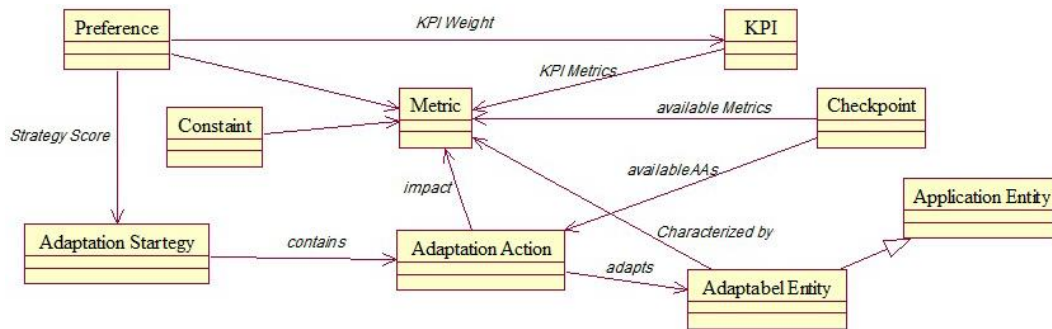 Preference
KPI Weight
KPI
KPI Metrics
Metric
available Metrics
Checkpoint
Constaint
Strategy Score
impact
availableAAs
Application Entity
Adaptation Startegy
contains
Adaptation Action
Characterized by
adapts
Adaptabel Entity